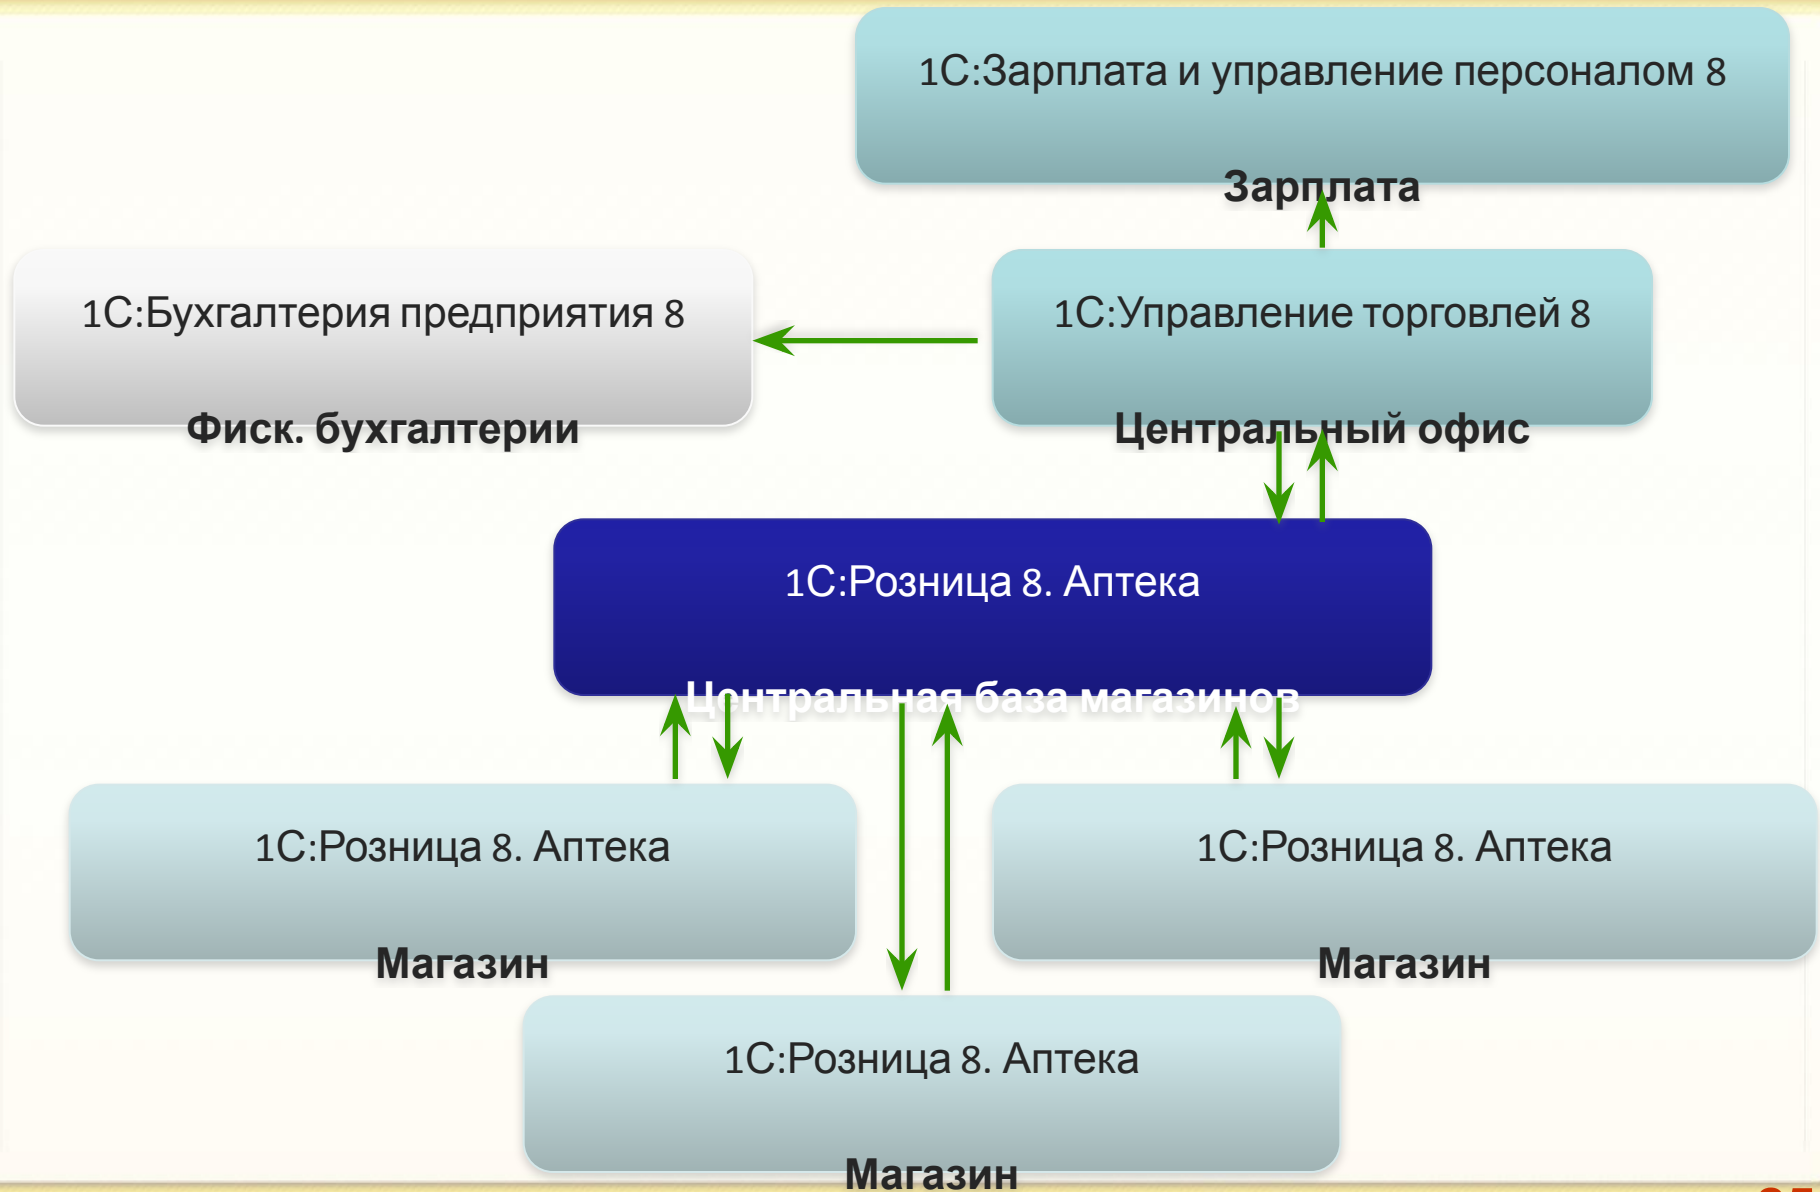 1С:Зарплата и управление персоналом 8
Зарплата
1С:Бухгалтерия предприятия 8
Фиск. бухгалтерии
1С:Управление торговлей 8
Центральный офис
1С:Розница 8. Аптека
Центральная база магазинов
1С:Розница 8. Аптека
Магазин
1С:Розница 8. Аптека
Магазин
1С:Розница 8. Аптека
Магазин